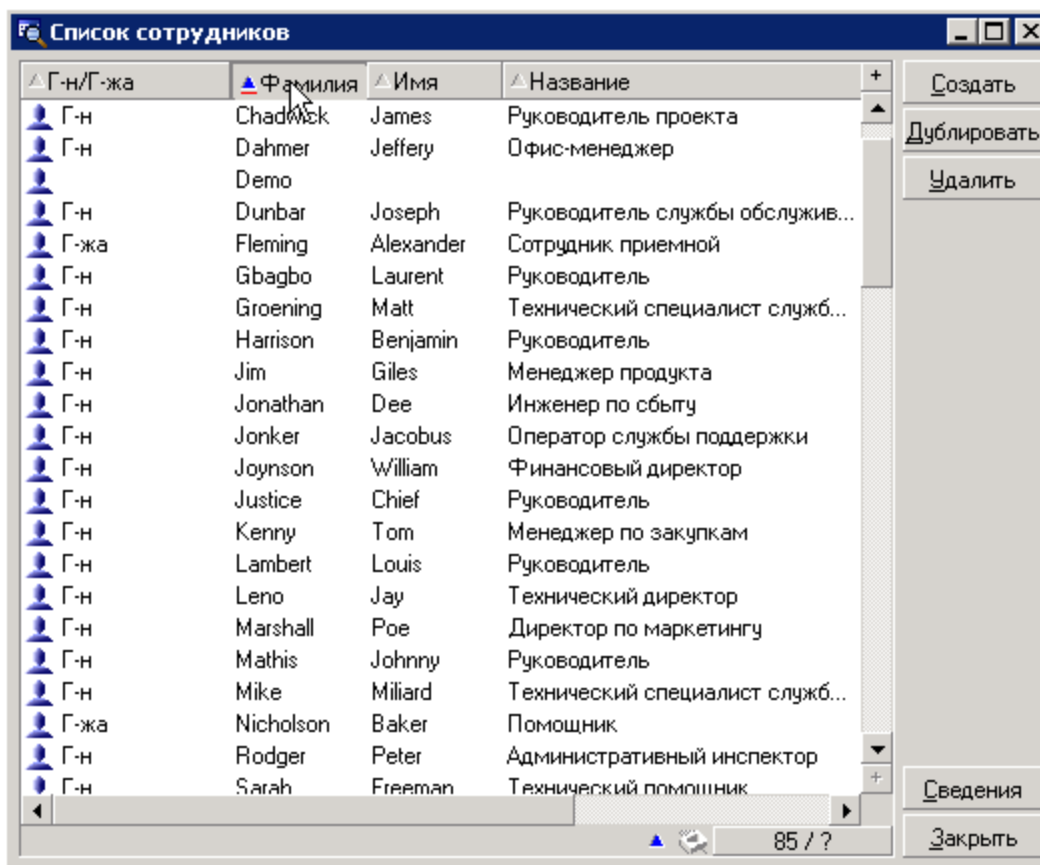 Список сотрудников
Г-н/Г-жа Фамилия Имя Название +
Г-н Chadwick James Руководитель проекта
Г-н Dahmer Jeffery Офис-менеджер
Demo
Г-н Dunbar Joseph Руководитель службы обслужив...
Г-жа Fleming Alexander Сотрудник приемной
Г-н Gbagbo Laurent Руководитель
Г-н Groening Matt Технический специалист служб...
Г-н Harrison Benjamin Руководитель
Г-н Jim Giles Менеджер продукта
Г-н Jonathan Dee Инженер по сбыту
Г-н Jonker Jacobus Оператор службы поддержки
Г-н Joynson William Финансовый директор
Г-н Justice Chief Руководитель
Г-н Kenny Tom Менеджер по закупкам
Г-н Lambert Louis Руководитель
Г-н Leno Jay Технический директор
Г-н Marshall Poe Директор по маркетингу
Г-н Mathis Johnny Руководитель
Г-н Mike Miliard Технический специалист служб...
Г-жа Nicholson Baker Помощник
Г-н Rodger Peter Административный инспектор
Г-н Sarah Freeman Технический помощник
+
85 / ?
Создать
Дублировать
Удалить
Сведения
Закрыть